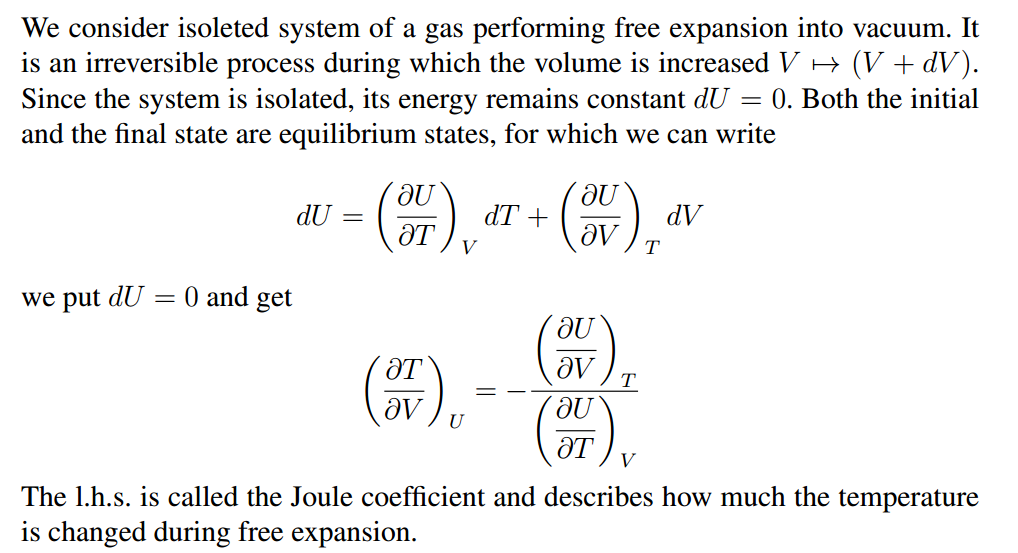 We consider isoleted system of a gas performing free expansion into vacuum. It
is an irreversible process during which the volume is increased V ↦ (V + dV).
Since the system is isolated, its energy remains constant dU = 0. Both the initial
and the final state are equilibrium states, for which we can write
dU = (∂U/∂T)_V dT + (∂U/∂V)_T dV
we put dU = 0 and get
(∂T/∂V)_U = − (∂U/∂V)_T / (∂U/∂T)_V
The l.h.s. is called the Joule coefficient and describes how much the temperature
is changed during free expansion.